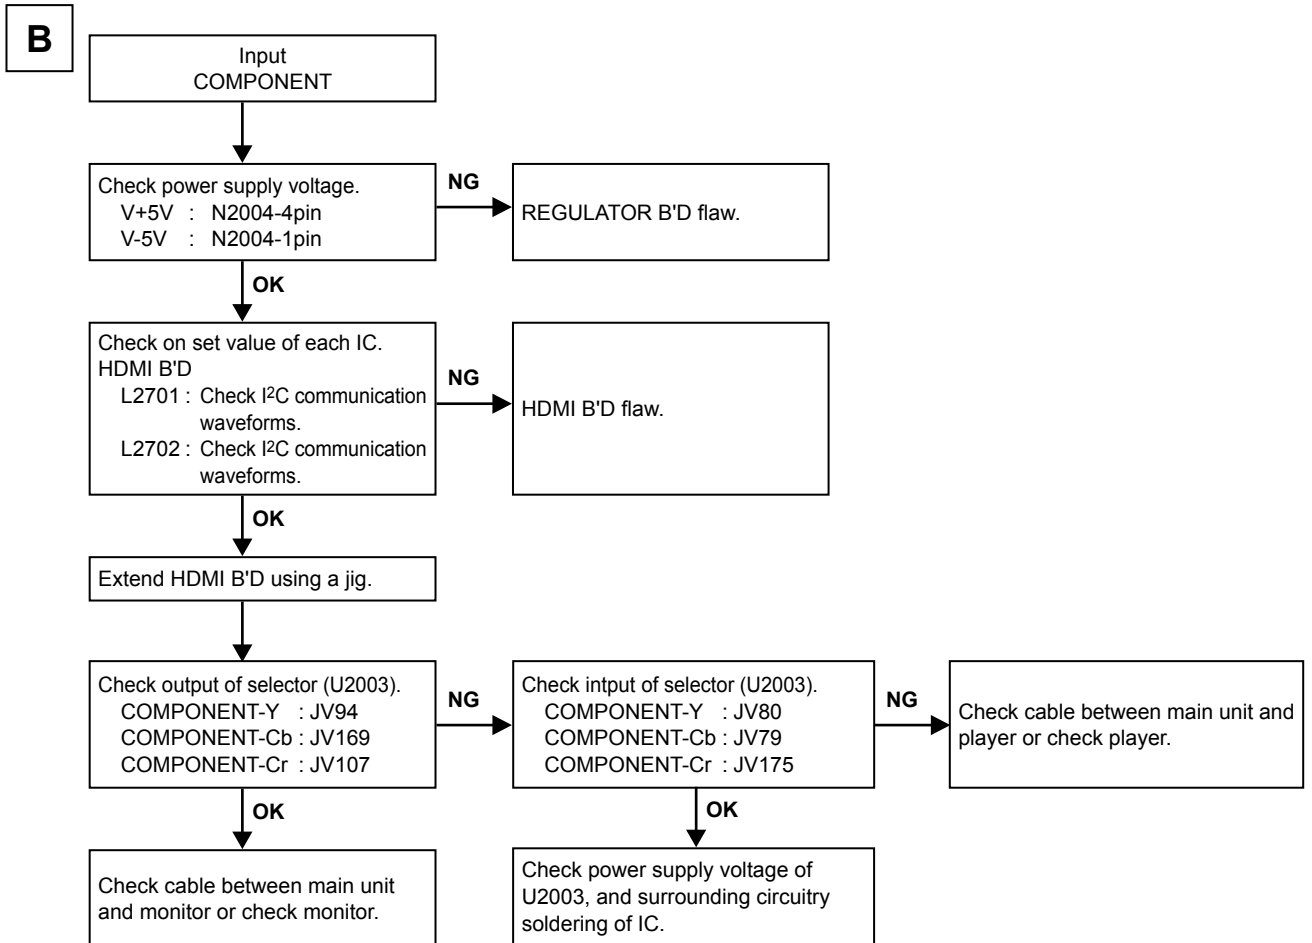 B
Input
COMPONENT
Check power supply voltage.
V+5V : N2004-4pin
V-5V : N2004-1pin
NG
REGULATOR B'D flaw.
OK
Check on set value of each IC.
HDMI B'D
L2701 : Check I²C communication
waveforms.
L2702 : Check I²C communication
waveforms.
NG
HDMI B'D flaw.
OK
Extend HDMI B'D using a jig.
Check output of selector (U2003).
COMPONENT-Y : JV94
COMPONENT-Cb : JV169
COMPONENT-Cr : JV107
NG
Check intput of selector (U2003).
COMPONENT-Y : JV80
COMPONENT-Cb : JV79
COMPONENT-Cr : JV175
NG
Check cable between main unit and
player or check player.
OK
Check cable between main unit
and monitor or check monitor.
OK
Check power supply voltage of
U2003, and surrounding circuitry
soldering of IC.